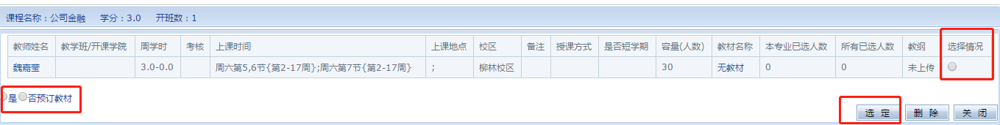 课程名称：公司金融 学分：3.0 开班数：1
教师姓名 教学班/开课学院 周学时 考核 上课时间 上课地点 校区 备注 授课方式 是否短学期 容量(人数) 教材名称 本专业已选人数 所有已选人数 教纲 选择情况
魏嘉莹 3.0-0.0 周六第5,6节{第2-17周};周六第7节{第2-17周} ; 柳林校区 30 无教材 0 0 未上传
是 否预订教材
选 定 删 除 关 闭